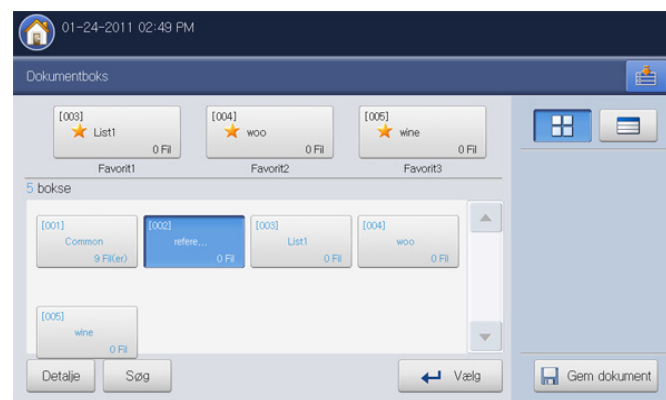 01-24-2011 02:49 PM
Dokumentboks
[003]
List1
0 Fil
Favorit1
[004]
woo
0 Fil
Favorit2
[005]
wine
0 Fil
Favorit3
5 bokse
[001]
Common
9 Fil(er)
[002]
refere...
0 Fil
[003]
List1
0 Fil
[004]
woo
0 Fil
[005]
wine
0 Fil
Detalje
Søg
Vælg
Gem dokument